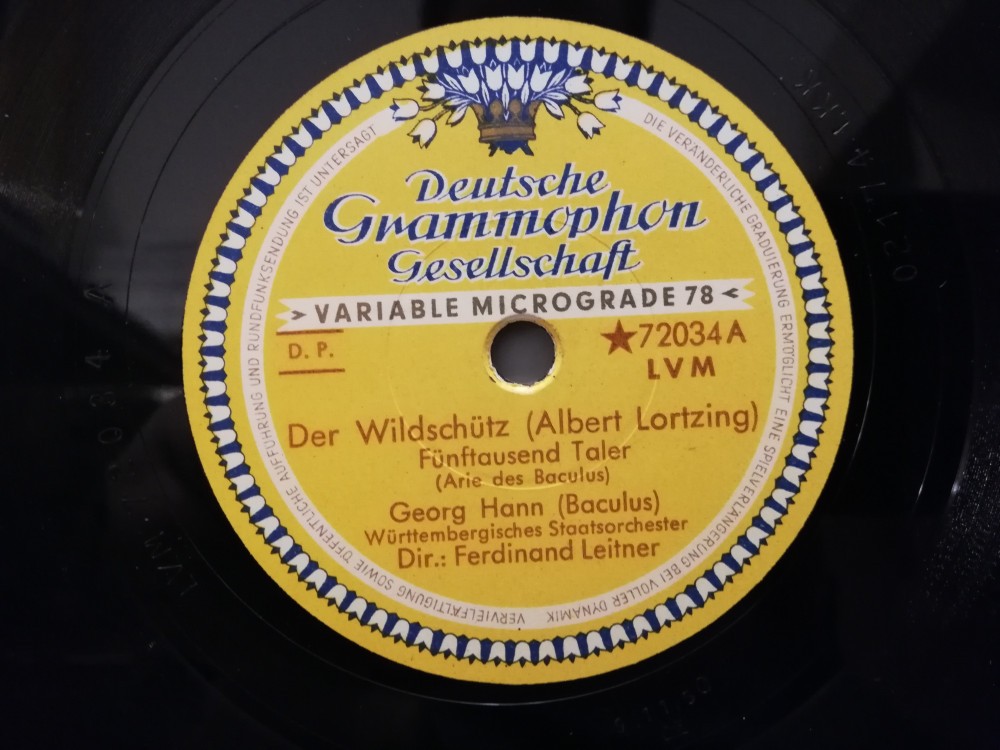 Deutsche
Grammophon
Gesellschaft
VARIABLE MICROGRADE 78
D. P.
★72034A
LVM
Der Wildschütz (Albert Lortzing)
Fünftausend Taler
(Arie des Baculus)
Georg Hann (Baculus)
Württembergisches Staatsorchester
Dir.: Ferdinand Leitner
DIE VERÄNDERLICHE GRADUIERUNG ERMÖGLICHT EINE SPIELVERLÄNGERUNG BEI VOLLER DYNAMIK
VERVIELFÄLTIGUNG SOWIE ÖFFENTLICHE AUFFÜHRUNG UND RUNDFUNKSENDUNG IST UNTERSAGT
LVM